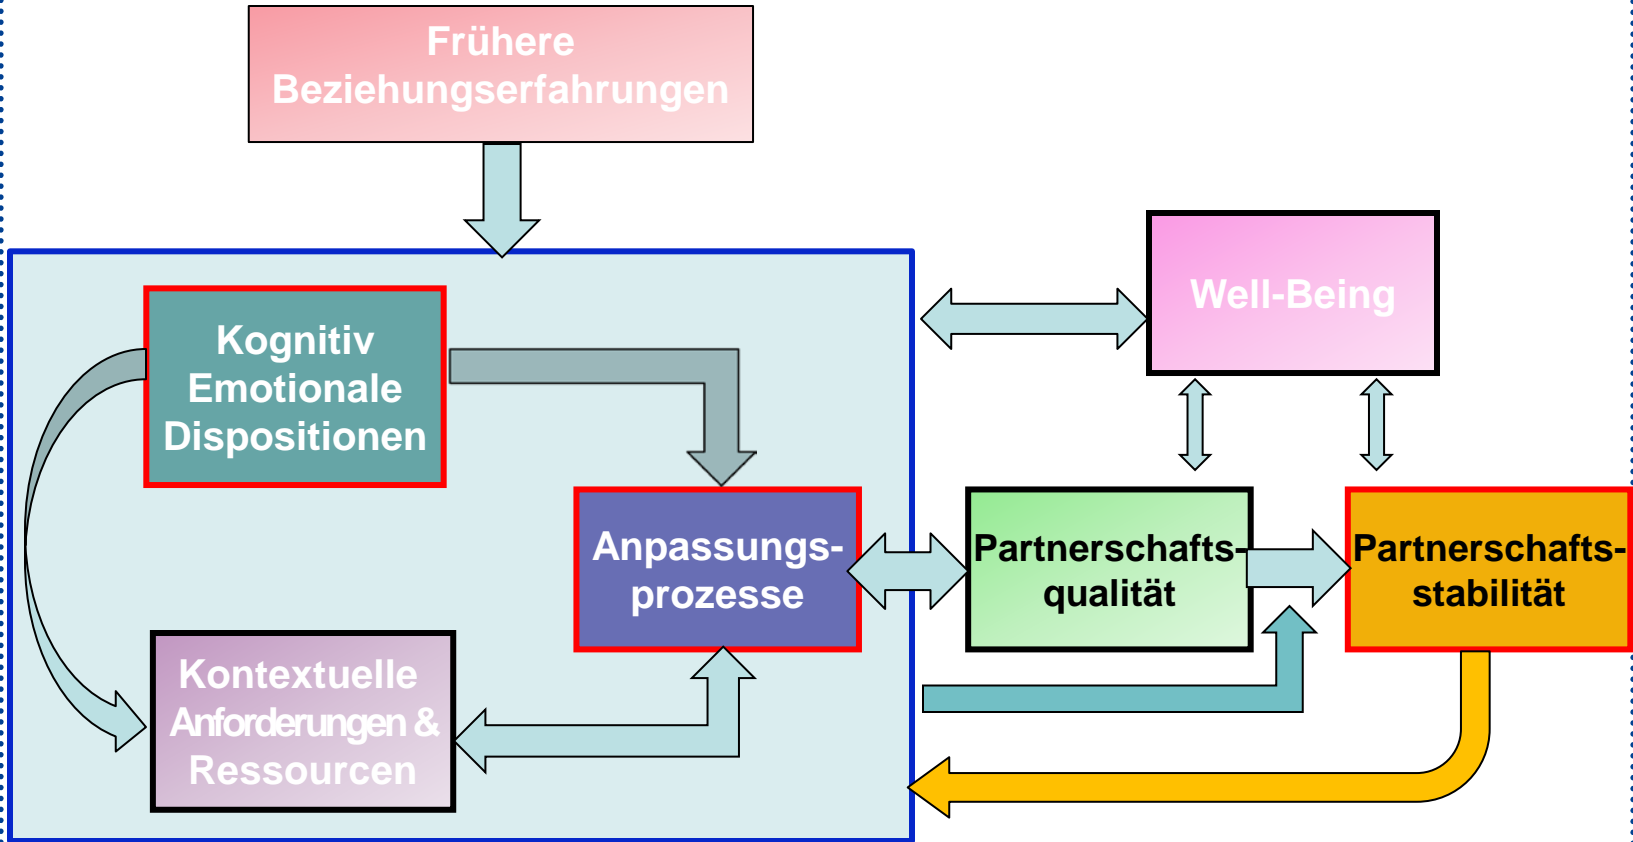 Frühere
Beziehungserfahrungen
Well-Being
Kognitiv
Emotionale
Dispositionen
Anpassungs-
prozesse
Partnerschafts-
qualität
Partnerschafts-
stabilität
Kontextuelle
Anforderungen &
Ressourcen